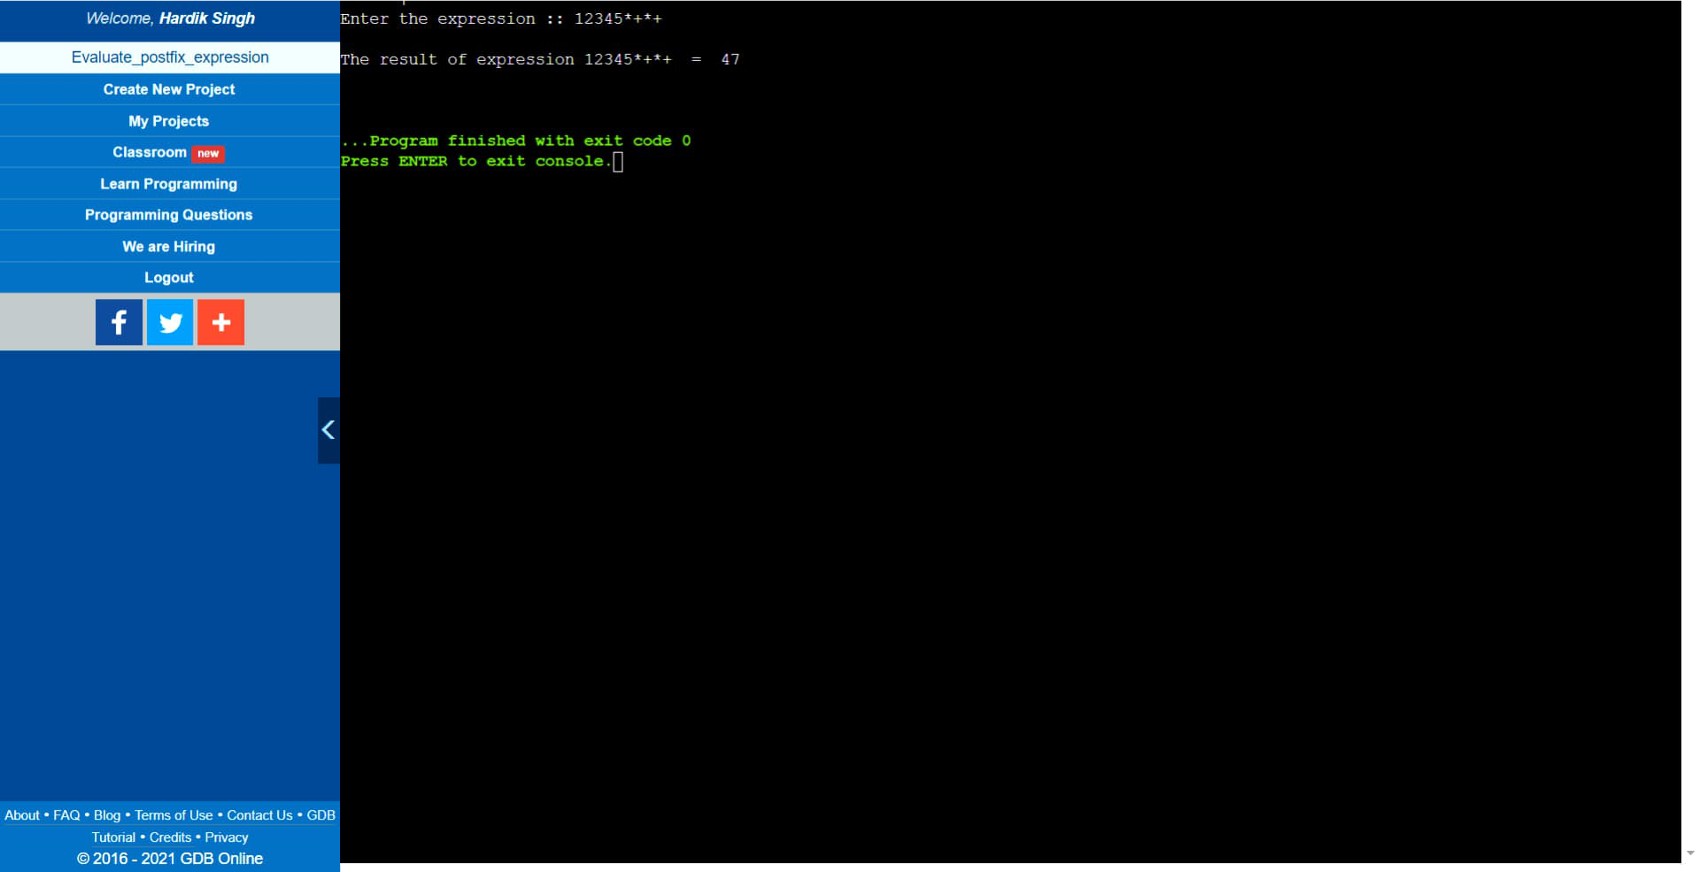 Welcome, Hardik Singh
Evaluate_postfix_expression
Create New Project
My Projects
Classroom new
Learn Programming
Programming Questions
We are Hiring
Logout
About • FAQ • Blog • Terms of Use • Contact Us • GDB
Tutorial • Credits • Privacy
© 2016 - 2021 GDB Online
Enter the expression :: 12345*+*+
The result of expression 12345*+*+  =  47
...Program finished with exit code 0
Press ENTER to exit console.